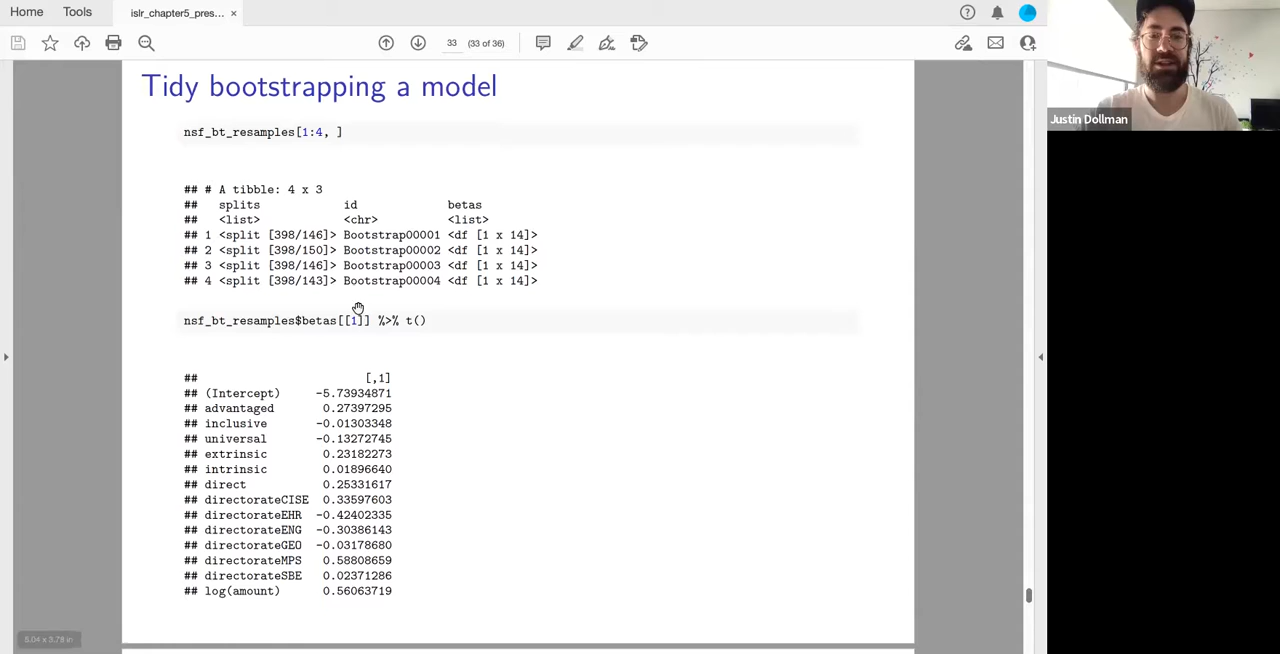 Home
Tools
islr_chapter5_pres...
33
(33 of 36)
Tidy bootstrapping a model
nsf_bt_resamples[1:4, ]
## # A tibble: 4 x 3
## splits id betas
## <list> <chr> <list>
## 1 <split [398/146]> Bootstrap00001 <df [1 x 14]>
## 2 <split [398/150]> Bootstrap00002 <df [1 x 14]>
## 3 <split [398/146]> Bootstrap00003 <df [1 x 14]>
## 4 <split [398/143]> Bootstrap00004 <df [1 x 14]>
nsf_bt_resamples$betas[[1]] %>% t()
## [,1]
## (Intercept) -5.73934871
## advantaged 0.27397295
## inclusive -0.01303348
## universal -0.13272745
## extrinsic 0.23182273
## intrinsic 0.01896640
## direct 0.25331617
## directorateCISE 0.33597603
## directorateEHR -0.42402335
## directorateENG -0.30386143
## directorateGEO -0.03178680
## directorateMPS 0.58808659
## directorateSBE 0.02371286
## log(amount) 0.56063719
5.04 x 3.78 in
Justin Dollman